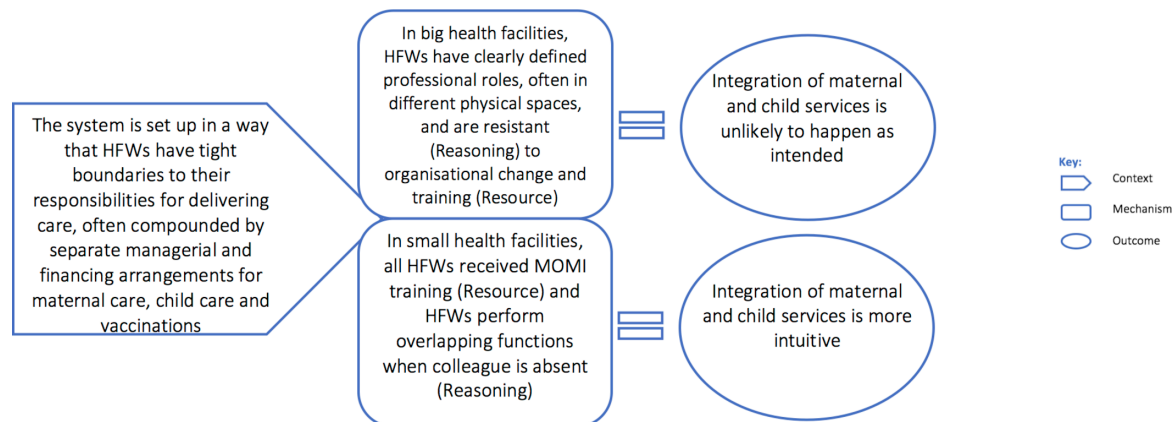 The system is set up in a way
that HFWs have tight
boundaries to their
responsibilities for delivering
care, often compounded by
separate managerial and
financing arrangements for
maternal care, child care and
vaccinations
In big health facilities,
HFWs have clearly defined
professional roles, often in
different physical spaces,
and are resistant
(Reasoning) to
organisational change and
training (Resource)
Integration of maternal
and child services is
unlikely to happen as
intended
In small health facilities,
all HFWs received MOMI
training (Resource) and
HFWs perform
overlapping functions
when colleague is absent
(Reasoning)
Integration of maternal
and child services is more
intuitive
Key:
Context
Mechanism
Outcome